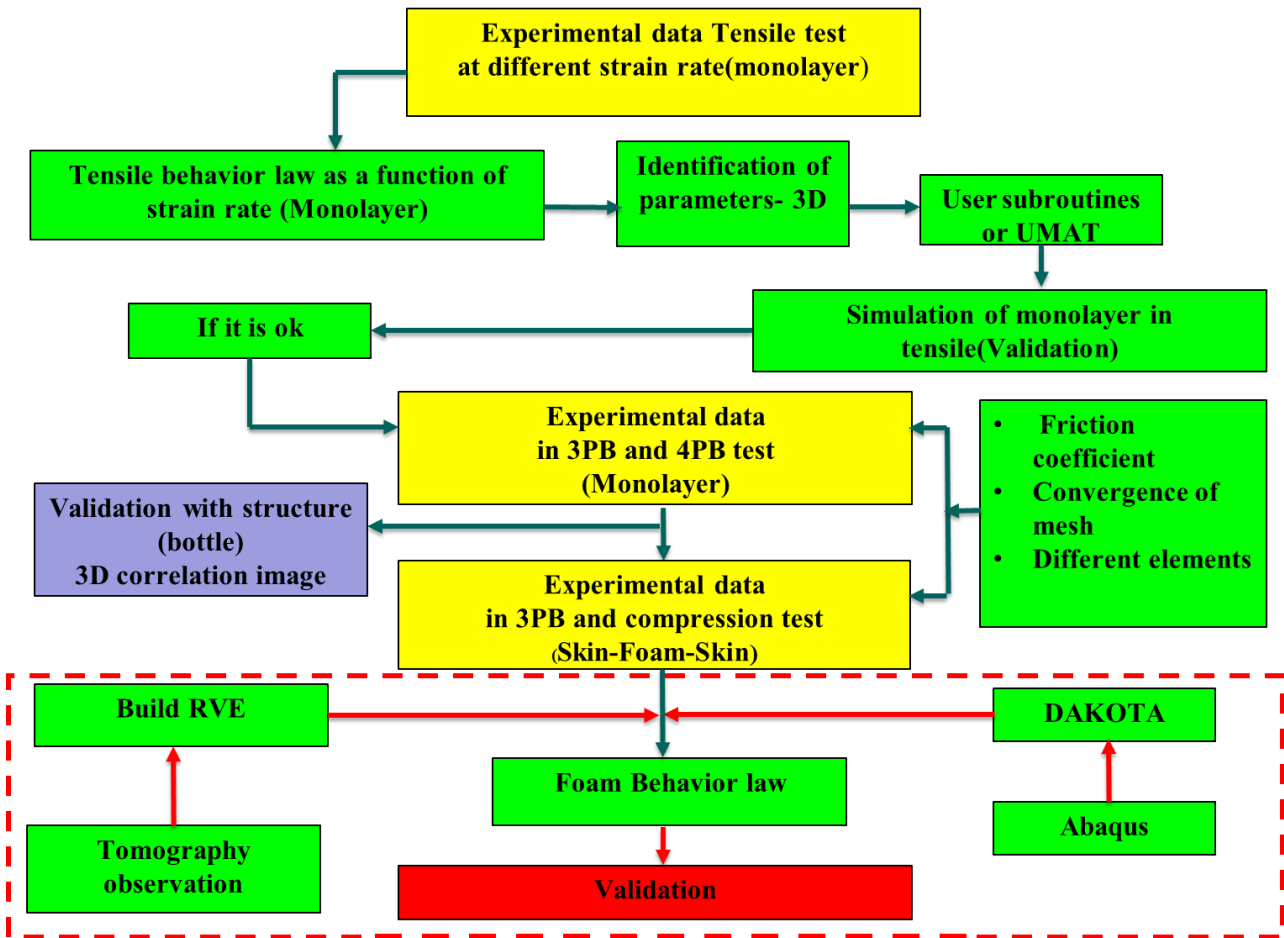 Experimental data Tensile test
at different strain rate(monolayer)
Tensile behavior law as a function of
strain rate (Monolayer)
Identification of
parameters- 3D
User subroutines
or UMAT
If it is ok
Simulation of monolayer in
tensile(Validation)
Experimental data
in 3PB and 4PB test
(Monolayer)
• Friction
coefficient
• Convergence of
mesh
• Different elements
Validation with structure
(bottle)
3D correlation image
Experimental data
in 3PB and compression test
(Skin-Foam-Skin)
Build RVE
DAKOTA
Foam Behavior law
Abaqus
Tomography
observation
Validation